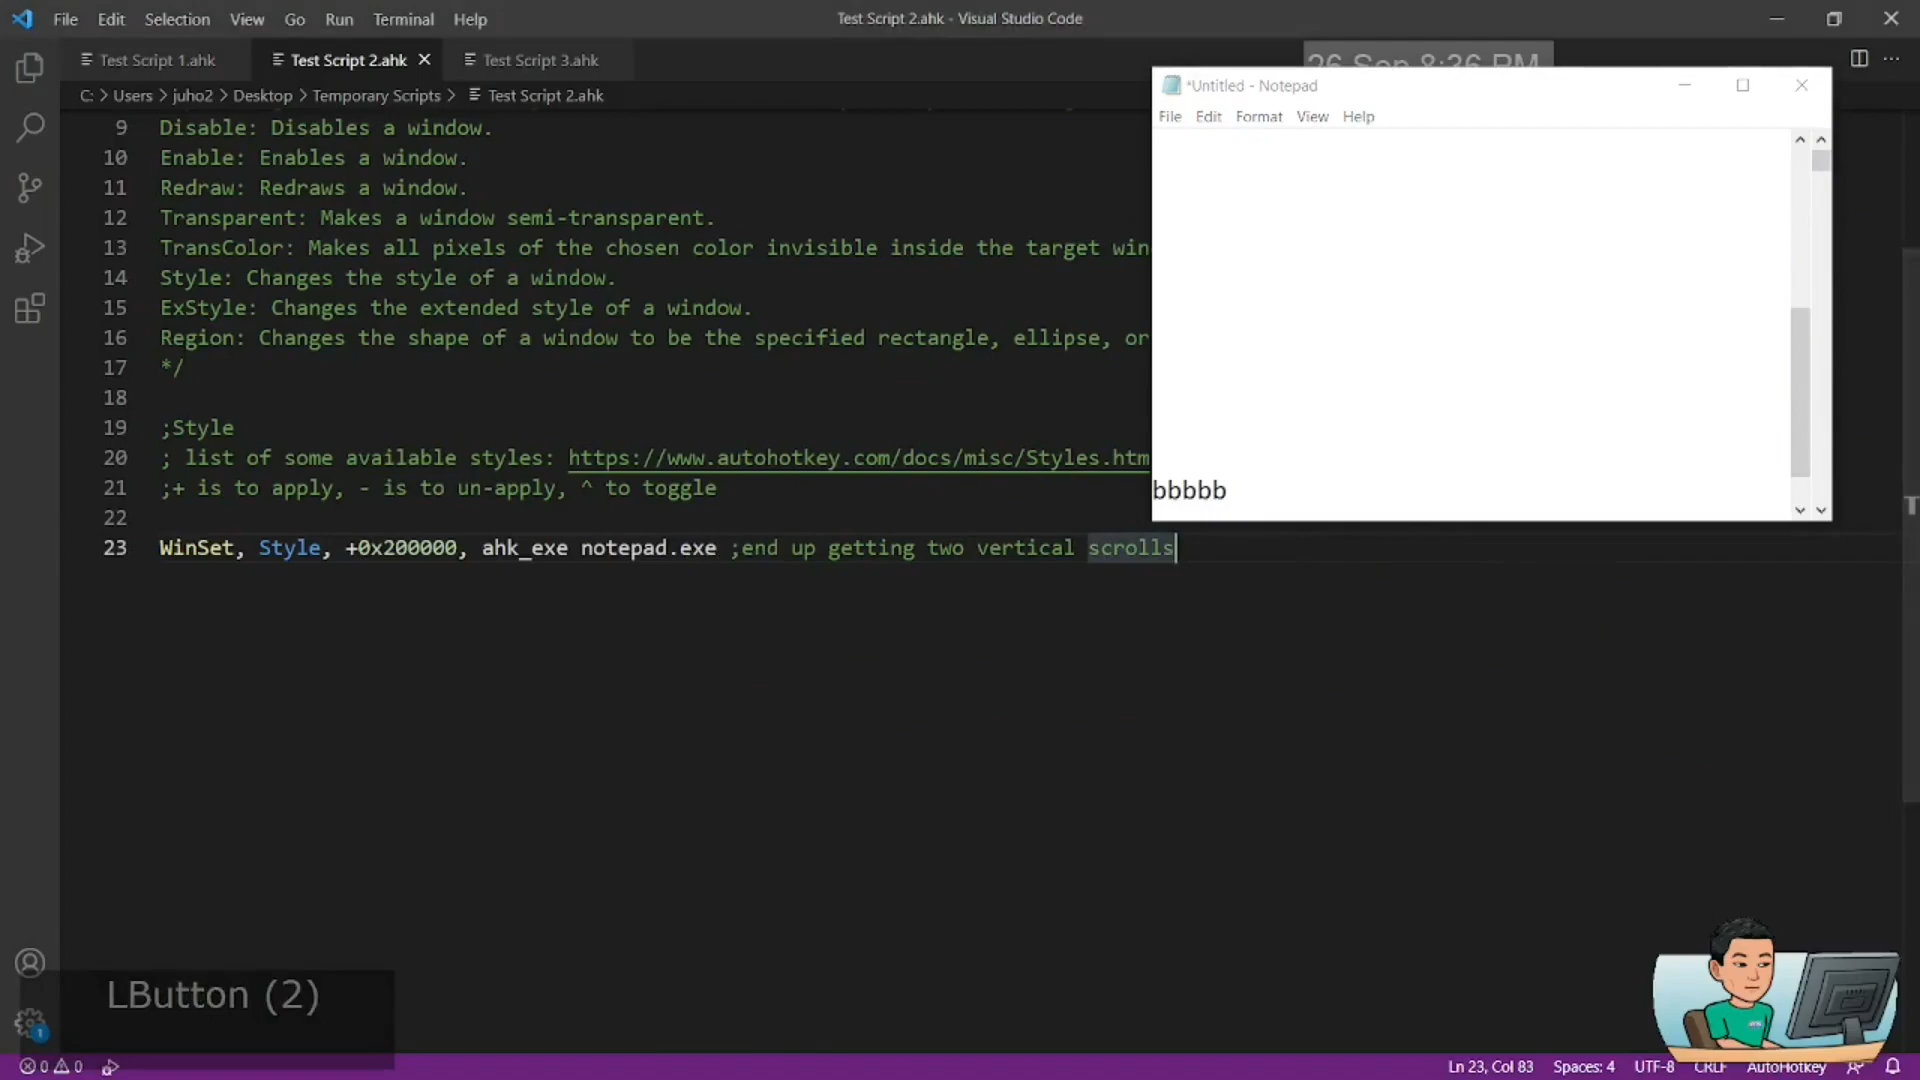 File Edit Selection View Go Run Terminal Help
Test Script 2.ahk - Visual Studio Code
Test Script 1.ahk
Test Script 2.ahk
Test Script 3.ahk
C: > Users > juho2 > Desktop > Temporary Scripts > Test Script 2.ahk
9 Disable: Disables a window.
10 Enable: Enables a window.
11 Redraw: Redraws a window.
12 Transparent: Makes a window semi-transparent.
13 TransColor: Makes all pixels of the chosen color invisible inside the target win
14 Style: Changes the style of a window.
15 ExStyle: Changes the extended style of a window.
16 Region: Changes the shape of a window to be the specified rectangle, ellipse, or
17 */
18
19 ;Style
20 ; list of some available styles: https://www.autohotkey.com/docs/misc/Styles.htm
21 ;+ is to apply, - is to un-apply, ^ to toggle
22
23 WinSet, Style, +0x200000, ahk_exe notepad.exe ;end up getting two vertical scrolls
26 Sep 8:36 PM
*Untitled - Notepad
File Edit Format View Help
bbbbb
LButton (2)
1
0 0
Ln 23, Col 83 Spaces: 4 UTF-8 CRLF AutoHotkey